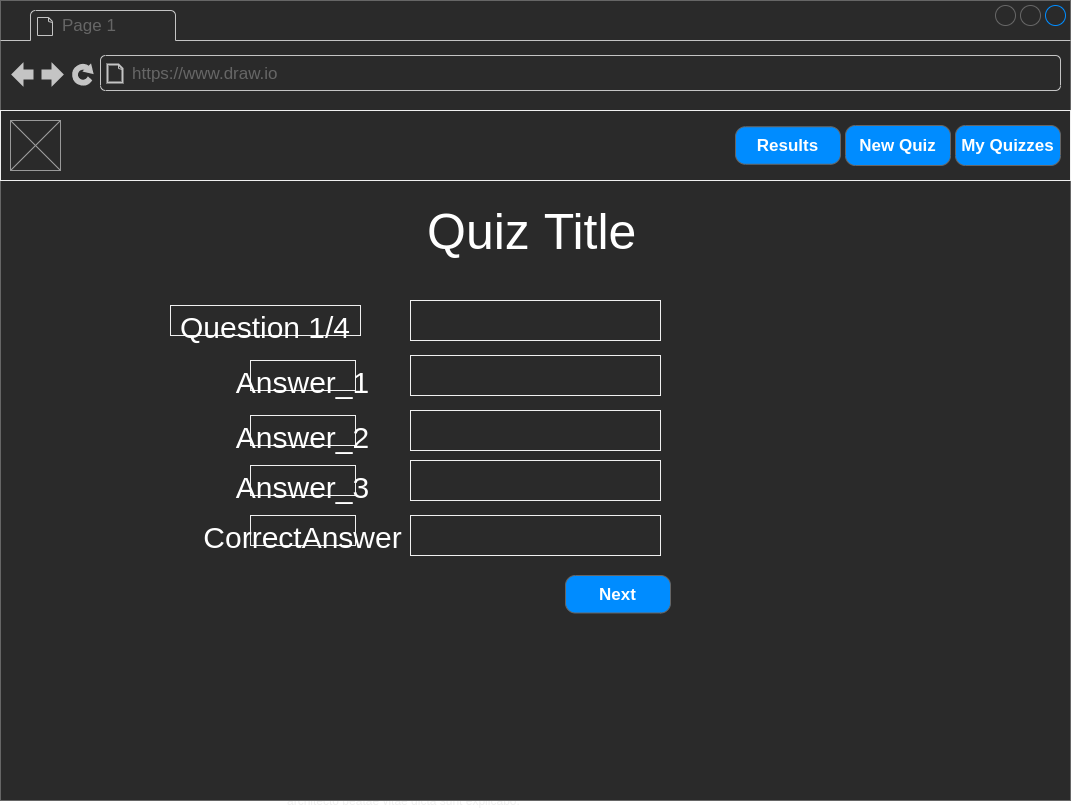 Page 1
https://www.draw.io
Results
New Quiz
My Quizzes
Quiz Title
Question 1/4
Answer_1
Answer_2
Answer_3
CorrectAnswer
Next